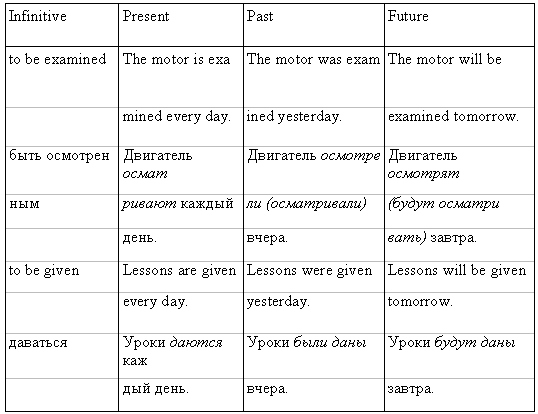 Infinitive Present Past Future
to be examined The motor is exa The motor was exam The motor will be
mined every day. ined yesterday. examined tomorrow.
быть осмотрен Двигатель Двигатель осмотре Двигатель
осмат осмотрят
ным ривают каждый ли (осматривали) (будут осматри
день. вчера. вать) завтра.
to be given Lessons are given Lessons were given Lessons will be given
every day. yesterday. tomorrow.
даваться Уроки даются Уроки были даны Уроки будут даны
каж
дый день. вчера. завтра.